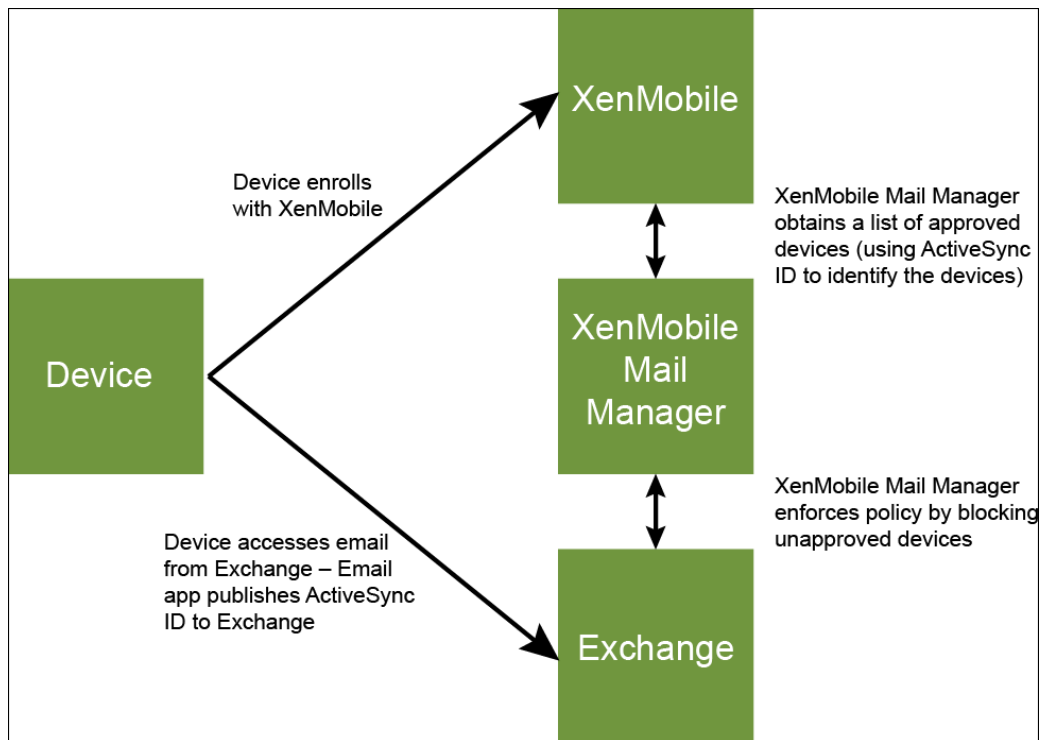 XenMobile
Device enrolls
with XenMobile
XenMobile Mail Manager
obtains a list of approved
devices (using ActiveSync
ID to identify the devices)
Device
XenMobile
Mail
Manager
XenMobile Mail Manager
enforces policy by blocking
unapproved devices
Device accesses email
from Exchange – Email
app publishes ActiveSync
ID to Exchange
Exchange